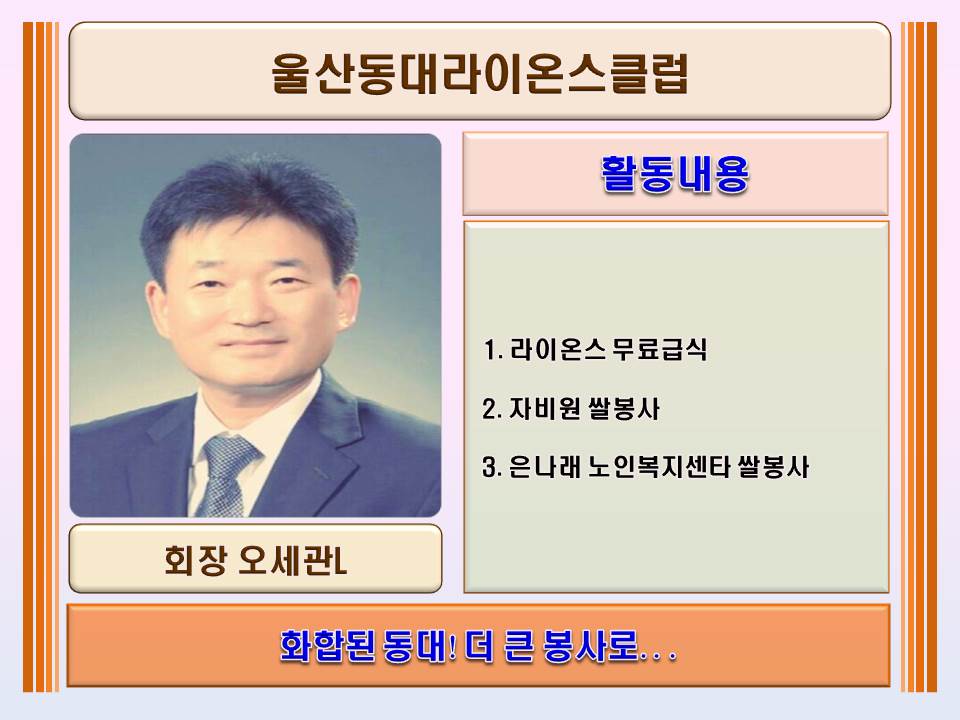 울산동대라이온스클럽
활동내용
1. 라이온스 무료급식
2. 자비원 쌀봉사
3. 은나래 노인복지센타 쌀봉사
회장 오세관L
화합된 동대! 더 큰 봉사로...